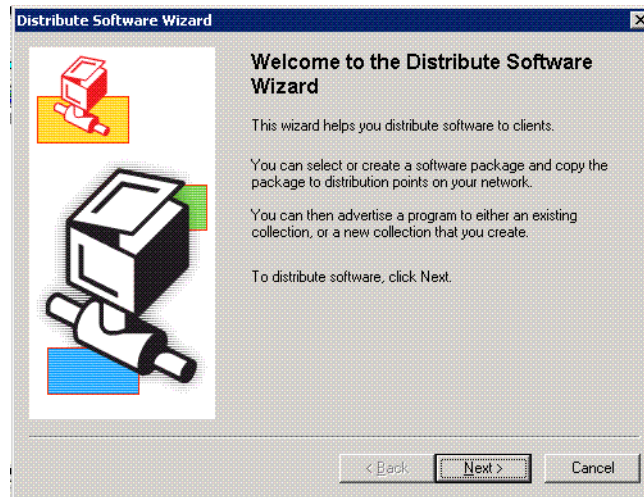 Distribute Software Wizard
Welcome to the Distribute Software
Wizard
This wizard helps you distribute software to clients.
You can select or create a software package and copy the
package to distribution points on your network.
You can then advertise a program to either an existing
collection, or a new collection that you create.
To distribute software, click Next.
< Back
Next >
Cancel